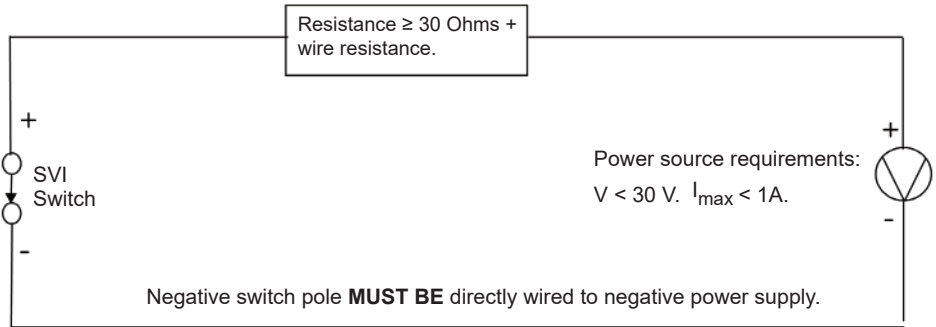 Resistance ≥ 30 Ohms +
wire resistance.
+
SVI
Switch
-
+
Power source requirements:
V < 30 V. Imax < 1A.
-
Negative switch pole MUST BE directly wired to negative power supply.